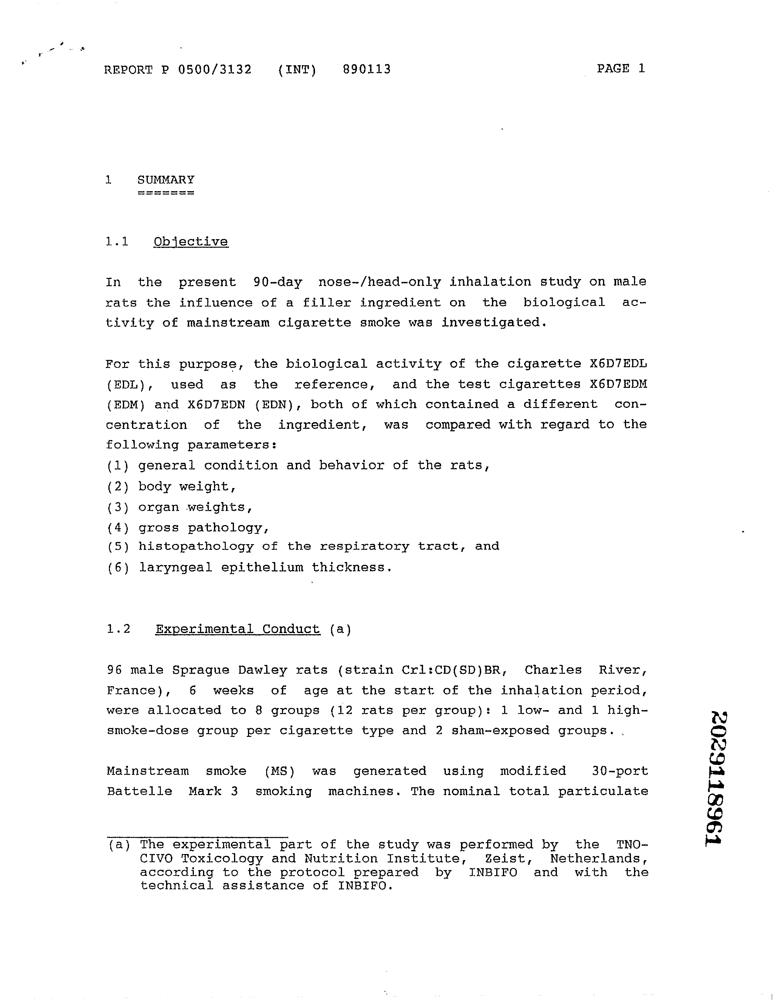 REPORT P 0500/3132 (INT) 890113 PAGE 1
1 SUMMARY
=======
1.1 Objective
In the present 90-day nose-/head-only inhalation study on male
rats the influence of a filler ingredient on the biological ac-
tivity of mainstream cigarette smoke was investigated.
For this purpose, the biological activity of the cigarette X6D7EDL
(EDL), used as the reference, and the test cigarettes X6D7EDM
(EDM) and X6D7EDN (EDN), both of which contained a different con-
centration of the ingredient, was compared with regard to the
following parameters:
(1) general condition and behavior of the rats,
(2) body weight,
(3) organ weights,
(4) gross pathology,
(5) histopathology of the respiratory tract, and
(6) laryngeal epithelium thickness.
1.2 Experimental Conduct (a)
96 male Sprague Dawley rats (strain Crl:CD(SD)BR, Charles River,
France), 6 weeks of age at the start of the inhalation period,
were allocated to 8 groups (12 rats per group): 1 low- and 1 high-
smoke-dose group per cigarette type and 2 sham-exposed groups.
Mainstream smoke (MS) was generated using modified 30-port
Battelle Mark 3 smoking machines. The nominal total particulate
(a) The experimental part of the study was performed by the TNO-
CIVO Toxicology and Nutrition Institute, Zeist, Netherlands,
according to the protocol prepared by INBIFO and with the
technical assistance of INBIFO.
2029118961